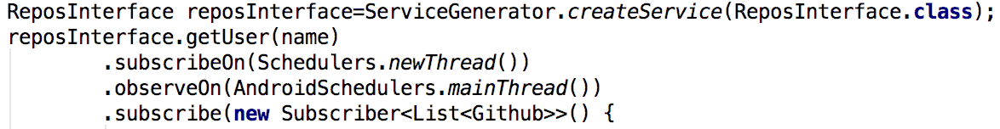 ReposInterface reposInterface=ServiceGenerator.createService(ReposInterface.class);
reposInterface.getUser(name)
.subscribeOn(Schedulers.newThread())
.observeOn(AndroidSchedulers.mainThread())
.subscribe(new Subscriber<List<Github>>() {